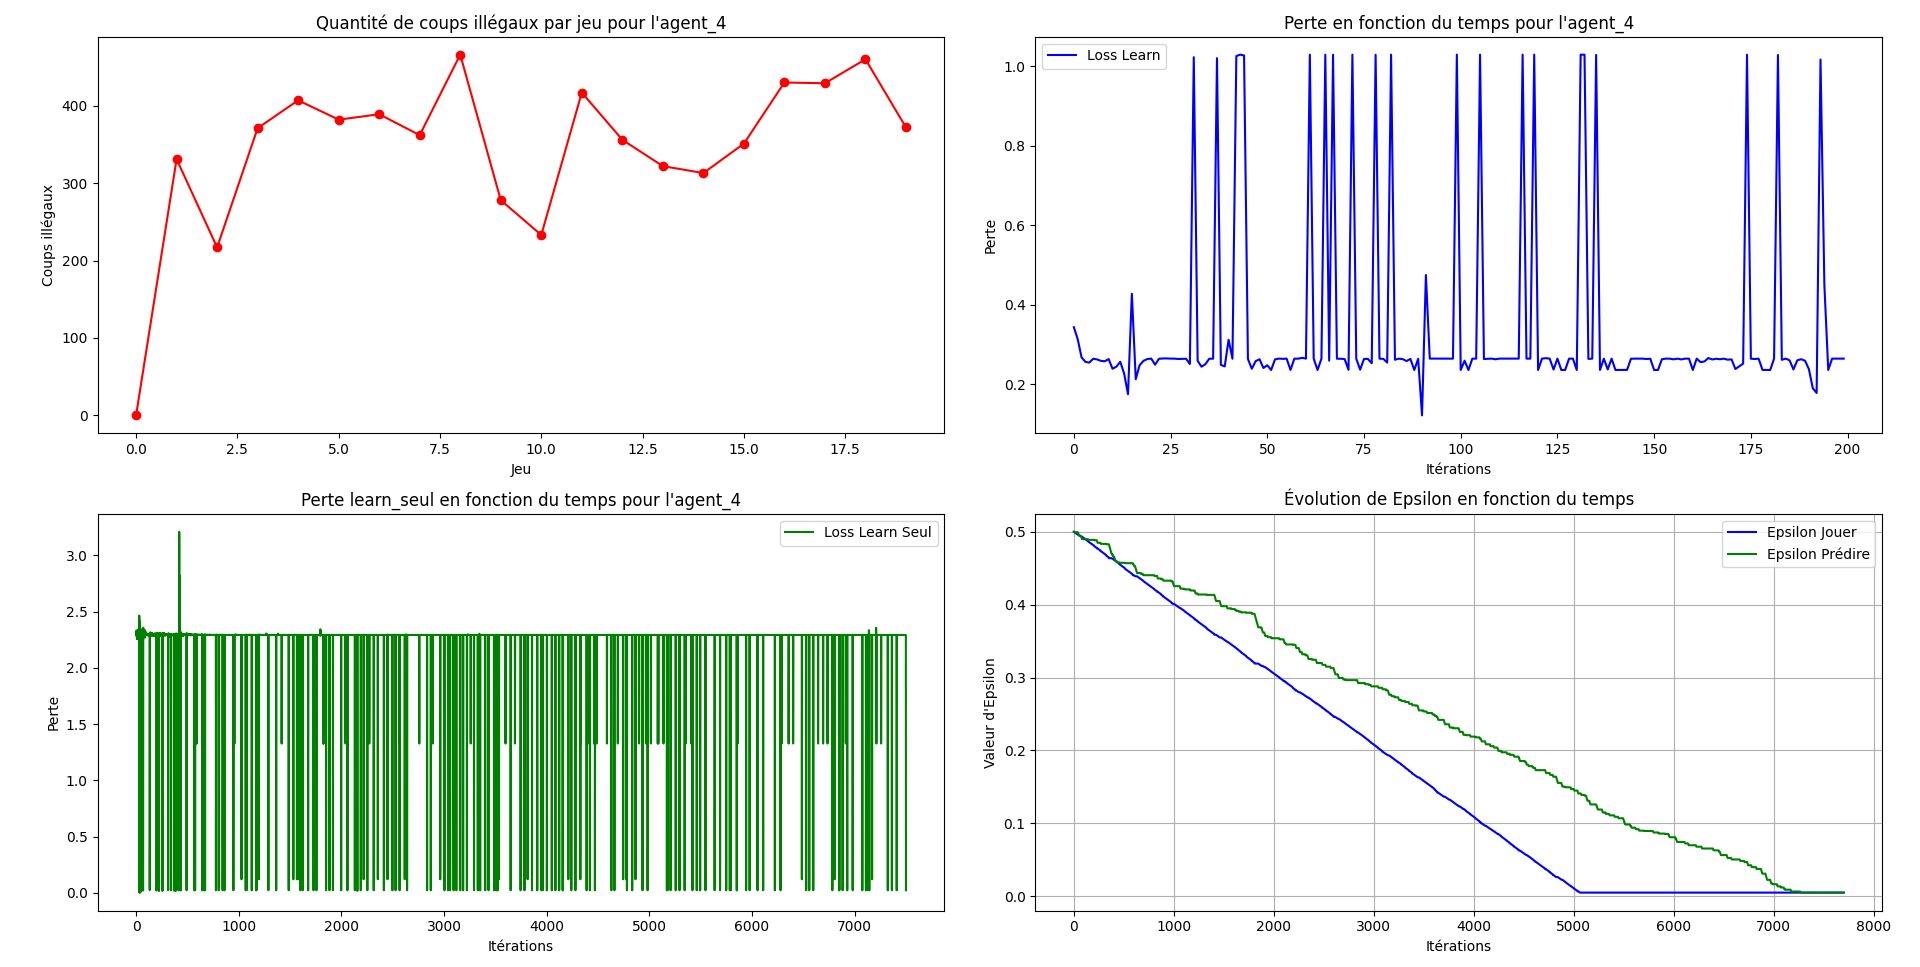 Quantité de coups illégaux par jeu pour l'agent_4
Coups illégaux
400
300
200
100
0
0.0 2.5 5.0 7.5 10.0 12.5 15.0 17.5
Jeu
Perte en fonction du temps pour l'agent_4
Loss Learn
Perte
1.0
0.8
0.6
0.4
0.2
0 25 50 75 100 125 150 175 200
Itérations
Perte learn_seul en fonction du temps pour l'agent_4
Loss Learn Seul
Perte
3.0
2.5
2.0
1.5
1.0
0.5
0.0
0 1000 2000 3000 4000 5000 6000 7000
Itérations
Évolution de Epsilon en fonction du temps
Epsilon Jouer
Epsilon Prédire
Valeur d'Epsilon
0.5
0.4
0.3
0.2
0.1
0.0
0 1000 2000 3000 4000 5000 6000 7000 8000
Itérations